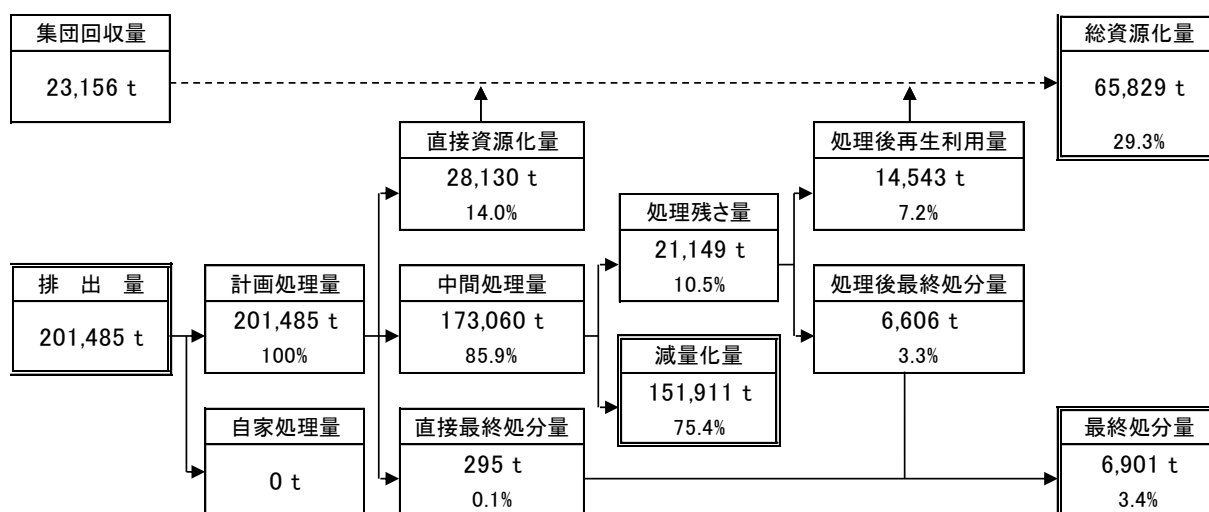 集団回収量
23,156 t
総資源化量
65,829 t
29.3%
直接資源化量
28,130 t
14.0%
処理後再生利用量
14,543 t
7.2%
処理残さ量
21,149 t
10.5%
排 出 量
201,485 t
計画処理量
201,485 t
100%
中間処理量
173,060 t
85.9%
処理後最終処分量
6,606 t
3.3%
減量化量
151,911 t
75.4%
自家処理量
0 t
直接最終処分量
295 t
0.1%
最終処分量
6,901 t
3.4%